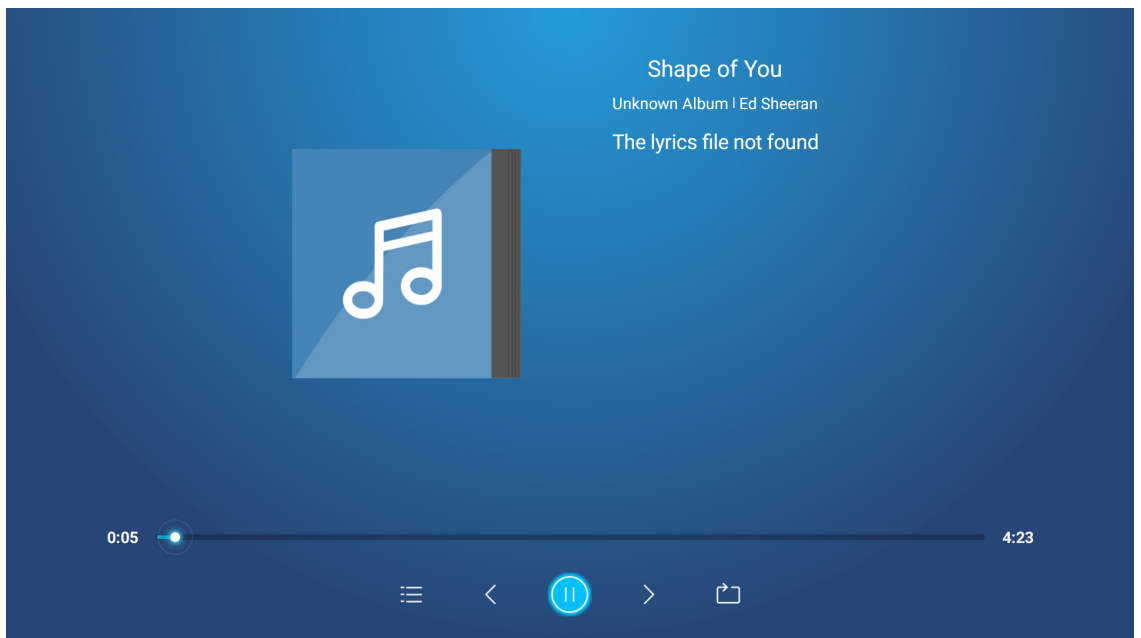 Shape of You
Unknown Album | Ed Sheeran
The lyrics file not found
0:05
4:23